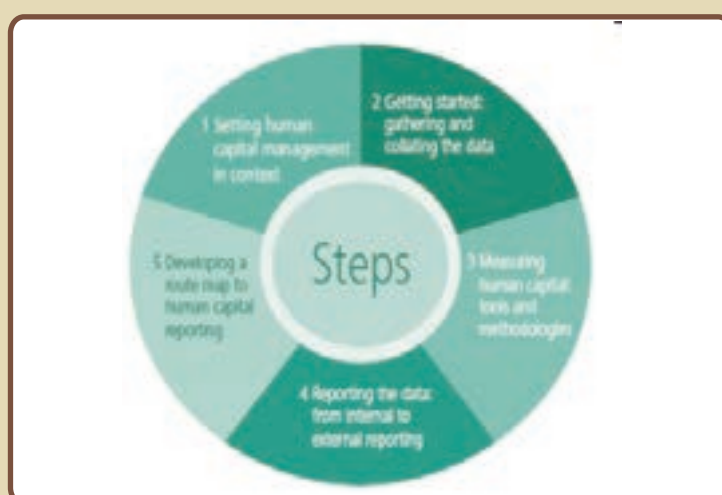 1 Setting human
capital management
in context
2 Getting started:
gathering and
collating the data
3 Measuring
human capital:
tools and
methodologies
4 Reporting the data:
from internal to
external reporting
5 Developing a
route map to
human capital
reporting
Steps